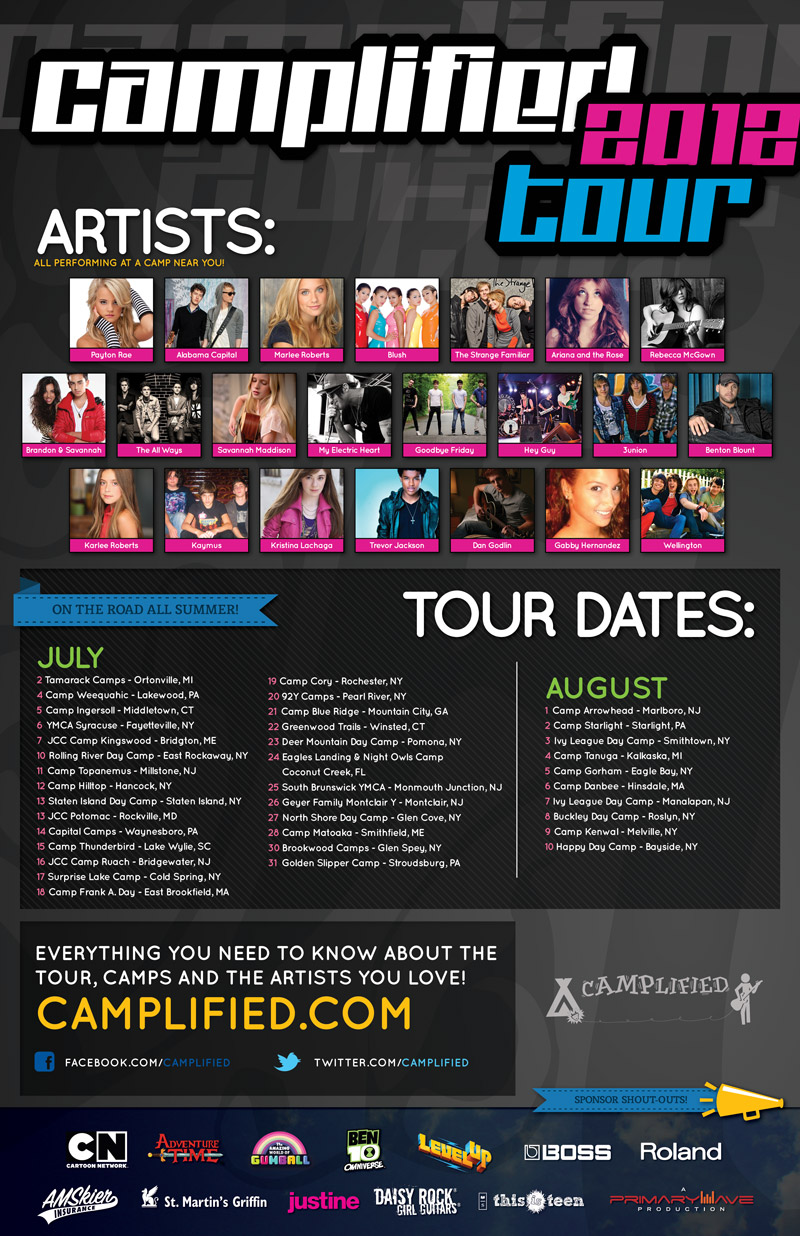 camplified
2012
tour
ARTISTS:
ALL PERFORMING AT A CAMP NEAR YOU!
The Strange
Payton Rae
Alabama Capital
Marlee Roberts
Blush
The Strange Familiar
Ariana and the Rose
Rebecca McGown
Brandon & Savannah
The All Ways
Savannah Maddison
My Electric Heart
Goodbye Friday
Hey Guy
3union
Benton Blount
Karlee Roberts
Kaymus
Kristina Lachaga
Trevor Jackson
Dan Godlin
Gabby Hernandez
Wellington
ON THE ROAD ALL SUMMER!
TOUR DATES:
JULY
2 Tamarack Camps - Ortonville, MI
4 Camp Weequahic - Lakewood, PA
5 Camp Ingersoll - Middletown, CT
6 YMCA Syracuse - Fayetteville, NY
7 JCC Camp Kingswood - Bridgton, ME
10 Rolling River Day Camp - East Rockaway, NY
11 Camp Topanemus - Millstone, NJ
12 Camp Hilltop - Hancock, NY
13 Staten Island Day Camp - Staten Island, NY
13 JCC Potomac - Rockville, MD
14 Capital Camps - Waynesboro, PA
15 Camp Thunderbird - Lake Wylie, SC
16 JCC Camp Ruach - Bridgewater, NJ
17 Surprise Lake Camp - Cold Spring, NY
18 Camp Frank A. Day - East Brookfield, MA
19 Camp Cory - Rochester, NY
20 92Y Camps - Pearl River, NY
21 Camp Blue Ridge - Mountain City, GA
22 Greenwood Trails - Winsted, CT
23 Deer Mountain Day Camp - Pomona, NY
24 Eagles Landing & Night Owls Camp
Coconut Creek, FL
25 South Brunswick YMCA - Monmouth Junction, NJ
26 Geyer Family Montclair Y - Montclair, NJ
27 North Shore Day Camp - Glen Cove, NY
28 Camp Matoaka - Smithfield, ME
30 Brookwood Camps - Glen Spey, NY
31 Golden Slipper Camp - Stroudsburg, PA
AUGUST
1 Camp Arrowhead - Marlboro, NJ
2 Camp Starlight - Starlight, PA
3 Ivy League Day Camp - Smithtown, NY
4 Camp Tanuga - Kalkaska, MI
5 Camp Gorham - Eagle Bay, NY
6 Camp Danbee - Hinsdale, MA
7 Ivy League Day Camp - Manalapan, NJ
8 Buckley Day Camp - Roslyn, NY
9 Camp Kenwal - Melville, NY
10 Happy Day Camp - Bayside, NY
EVERYTHING YOU NEED TO KNOW ABOUT THE
TOUR, CAMPS AND THE ARTISTS YOU LOVE!
CAMPLIFIED.COM
FACEBOOK.COM/CAMPLIFIED
TWITTER.COM/CAMPLIFIED
CAMPLIFIED
SPONSOR SHOUT-OUTS!
CN
CARTOON NETWORK
ADVENTURE TIME
THE AMAZING WORLD OF GUMBALL
BEN 10 OMNIVERSE
LEVEL UP
BOSS
Roland
AMSkier
INSURANCE
St. Martin's Griffin
justine
DAISY ROCK
GIRL GUITARS
this is teen
A
PRIMARY WAVE
PRODUCTION